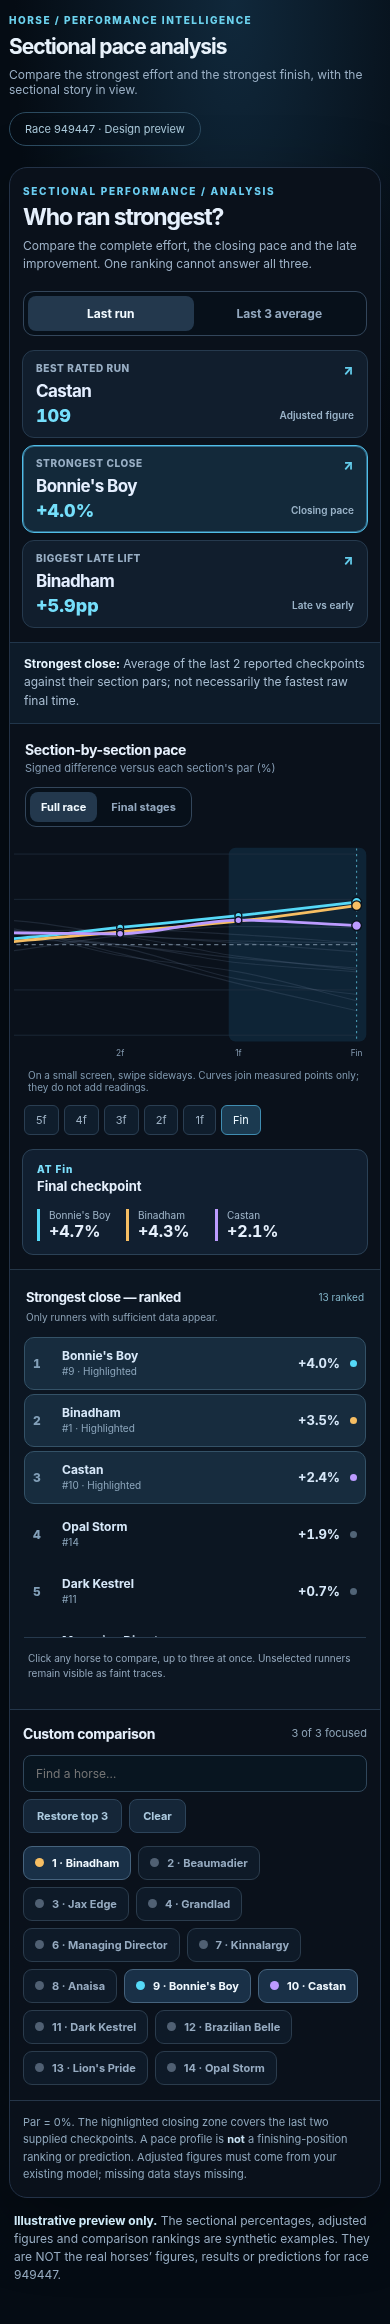 HORSE / PERFORMANCE INTELLIGENCE
Sectional pace analysis
Compare the strongest effort and the strongest finish, with the
sectional story in view.
Race 949447 · Design preview
SECTIONAL PERFORMANCE / ANALYSIS
Who ran strongest?
Compare the complete effort, the closing pace and the late
improvement. One ranking cannot answer all three.
Last run
Last 3 average
BEST RATED RUN
Castan
109
Adjusted figure
STRONGEST CLOSE
Bonnie's Boy
+4.0%
Closing pace
BIGGEST LATE LIFT
Binadham
+5.9pp
Late vs early
Strongest close: Average of the last 2 reported checkpoints
against their section pars; not necessarily the fastest raw
final time.
Section-by-section pace
Signed difference versus each section's par (%)
Full race
Final stages
2f
1f
Fin
On a small screen, swipe sideways. Curves join measured points only;
they do not add readings.
5f
4f
3f
2f
1f
Fin
AT Fin
Final checkpoint
Bonnie's Boy
+4.7%
Binadham
+4.3%
Castan
+2.1%
Strongest close — ranked
13 ranked
Only runners with sufficient data appear.
1
Bonnie's Boy
#9 · Highlighted
+4.0%
2
Binadham
#1 · Highlighted
+3.5%
3
Castan
#10 · Highlighted
+2.4%
4
Opal Storm
#14
+1.9%
5
Dark Kestrel
#11
+0.7%
Click any horse to compare, up to three at once. Unselected runners
remain visible as faint traces.
Custom comparison
3 of 3 focused
Find a horse...
Restore top 3
Clear
1 · Binadham
2 · Beaumadier
3 · Jax Edge
4 · Grandlad
6 · Managing Director
7 · Kinnalargy
8 · Anaisa
9 · Bonnie's Boy
10 · Castan
11 · Dark Kestrel
12 · Brazilian Belle
13 · Lion's Pride
14 · Opal Storm
Par = 0%. The highlighted closing zone covers the last two
supplied checkpoints. A pace profile is not a finishing-position
ranking or prediction. Adjusted figures must come from your
existing model; missing data stays missing.
Illustrative preview only. The sectional percentages, adjusted
figures and comparison rankings are synthetic examples. They
are NOT the real horses' figures, results or predictions for race
949447.